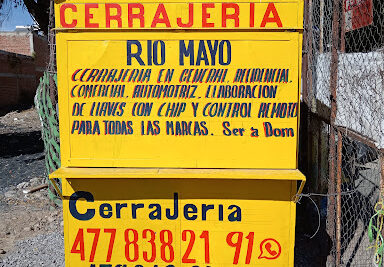 CERRAJERIA
RIO MAYO
CERRAJERIA EN GENERAL. RECIDENCIAL.
COMERCIAL. AUTOMOTRIZ. ELABORACION
DE LLAVES CON CHIP Y CONTROL REMOTO
PARA TODAS LAS MARCAS. Ser a Dom
CerraJeria
477 838 21 91